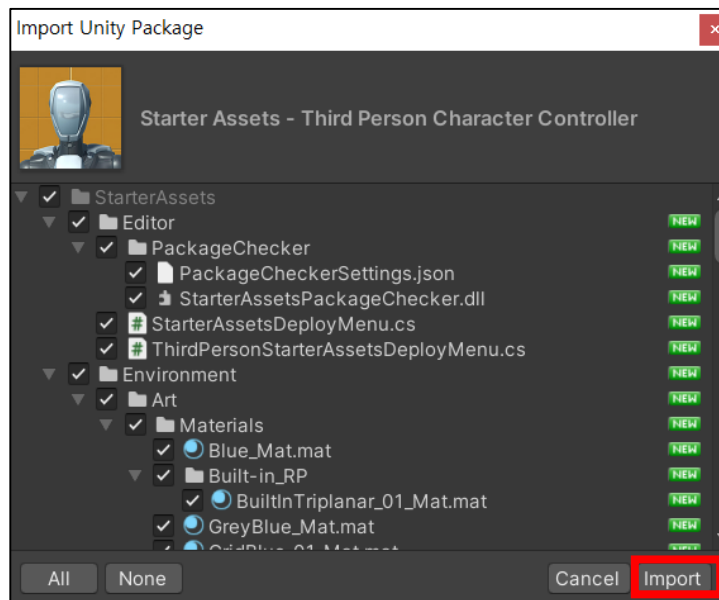 Import Unity Package
Starter Assets - Third Person Character Controller
StarterAssets
Editor NEW
PackageChecker NEW
PackageCheckerSettings.json NEW
StarterAssetsPackageChecker.dll NEW
StarterAssetsDeployMenu.cs NEW
ThirdPersonStarterAssetsDeployMenu.cs NEW
Environment NEW
Art NEW
Materials NEW
Blue_Mat.mat NEW
Built-in_RP NEW
BuiltInTriplanar_01_Mat.mat NEW
GreyBlue_Mat.mat NEW
All None Cancel Import